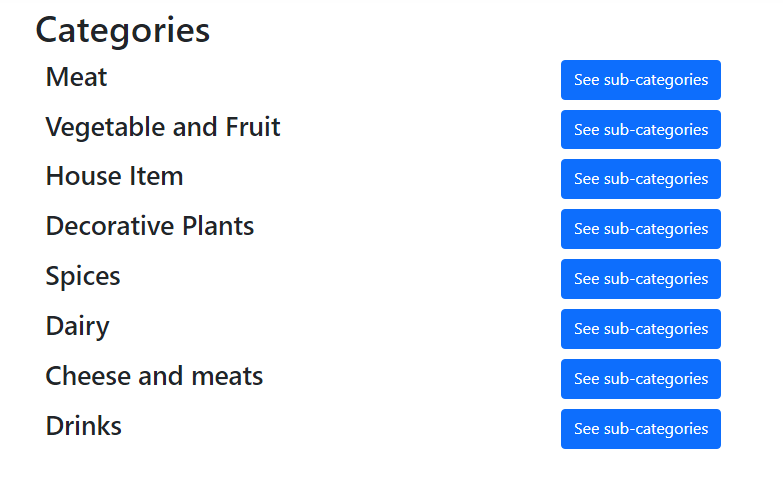 Categories
Meat See sub-categories
Vegetable and Fruit See sub-categories
House Item See sub-categories
Decorative Plants See sub-categories
Spices See sub-categories
Dairy See sub-categories
Cheese and meats See sub-categories
Drinks See sub-categories